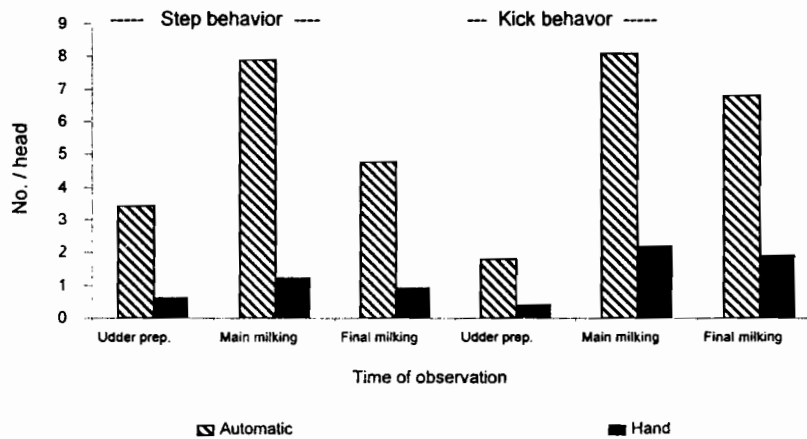 ---- Step behavior ----
--- Kick behavor ----
9
8
7
6
5
4
3
2
1
0
No. / head
Udder prep. Main milking Final milking Udder prep. Main milking Final milking
Time of observation
Automatic Hand